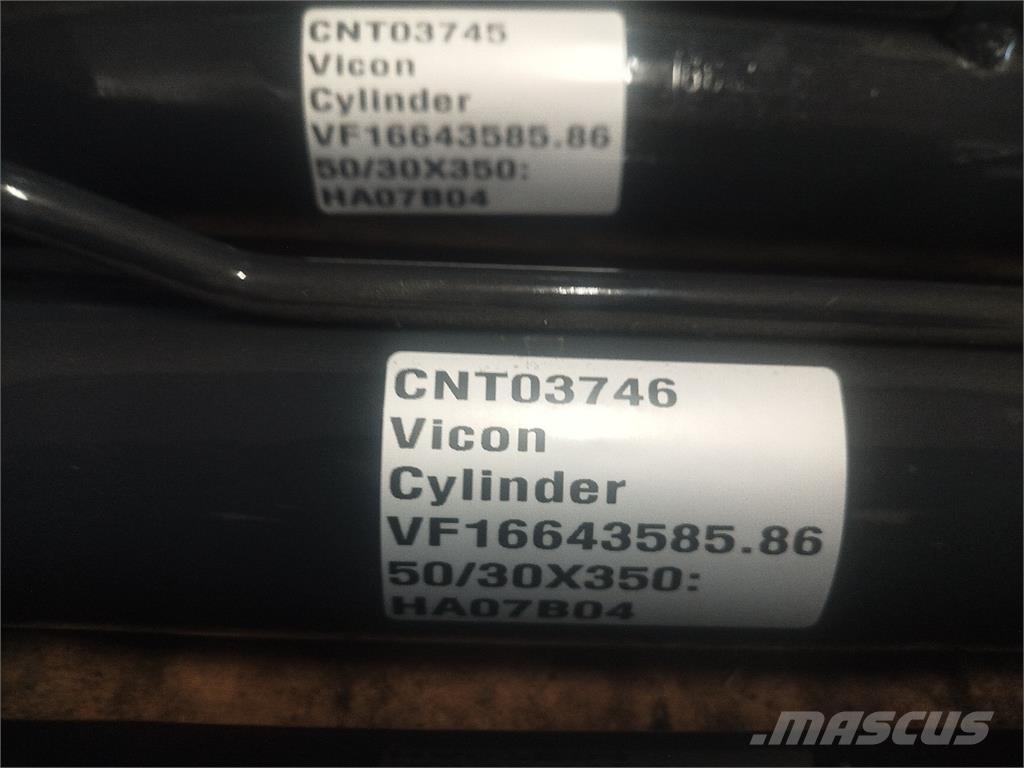 CNT03745
Vicon
Cylinder
VF16643585.86
50/30X350:
HA07B04
CNT03746
Vicon
Cylinder
VF16643585.86
50/30X350:
HA07B04
.MASCUS